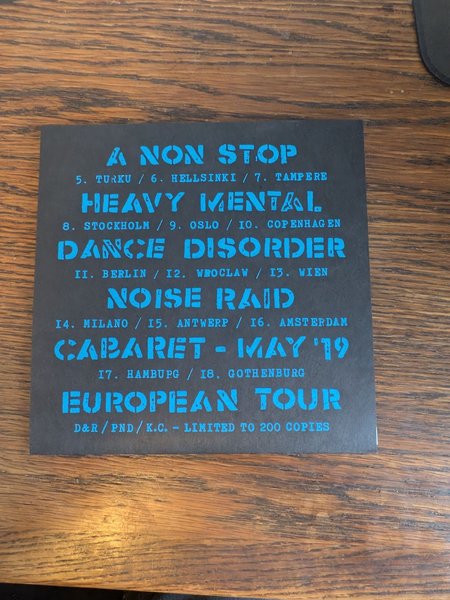 A NON STOP
5. TURKU / 6. HELLSINKI / 7. TAMPERE
HEAVY MENTAL
8. STOCKHOLM / 9. OSLO / 10. COPENHAGEN
DANCE DISORDER
11. BERLIN / 12. WROCLAW / 13. WIEN
NOISE RAID
14. MILANO / 15. ANTWERP / 16. AMSTERDAM
CABARET - MAY '19
17. HAMBURG / 18. GOTHENBURG
EUROPEAN TOUR
D&R/PND/K.C. - LIMITED TO 200 COPIES